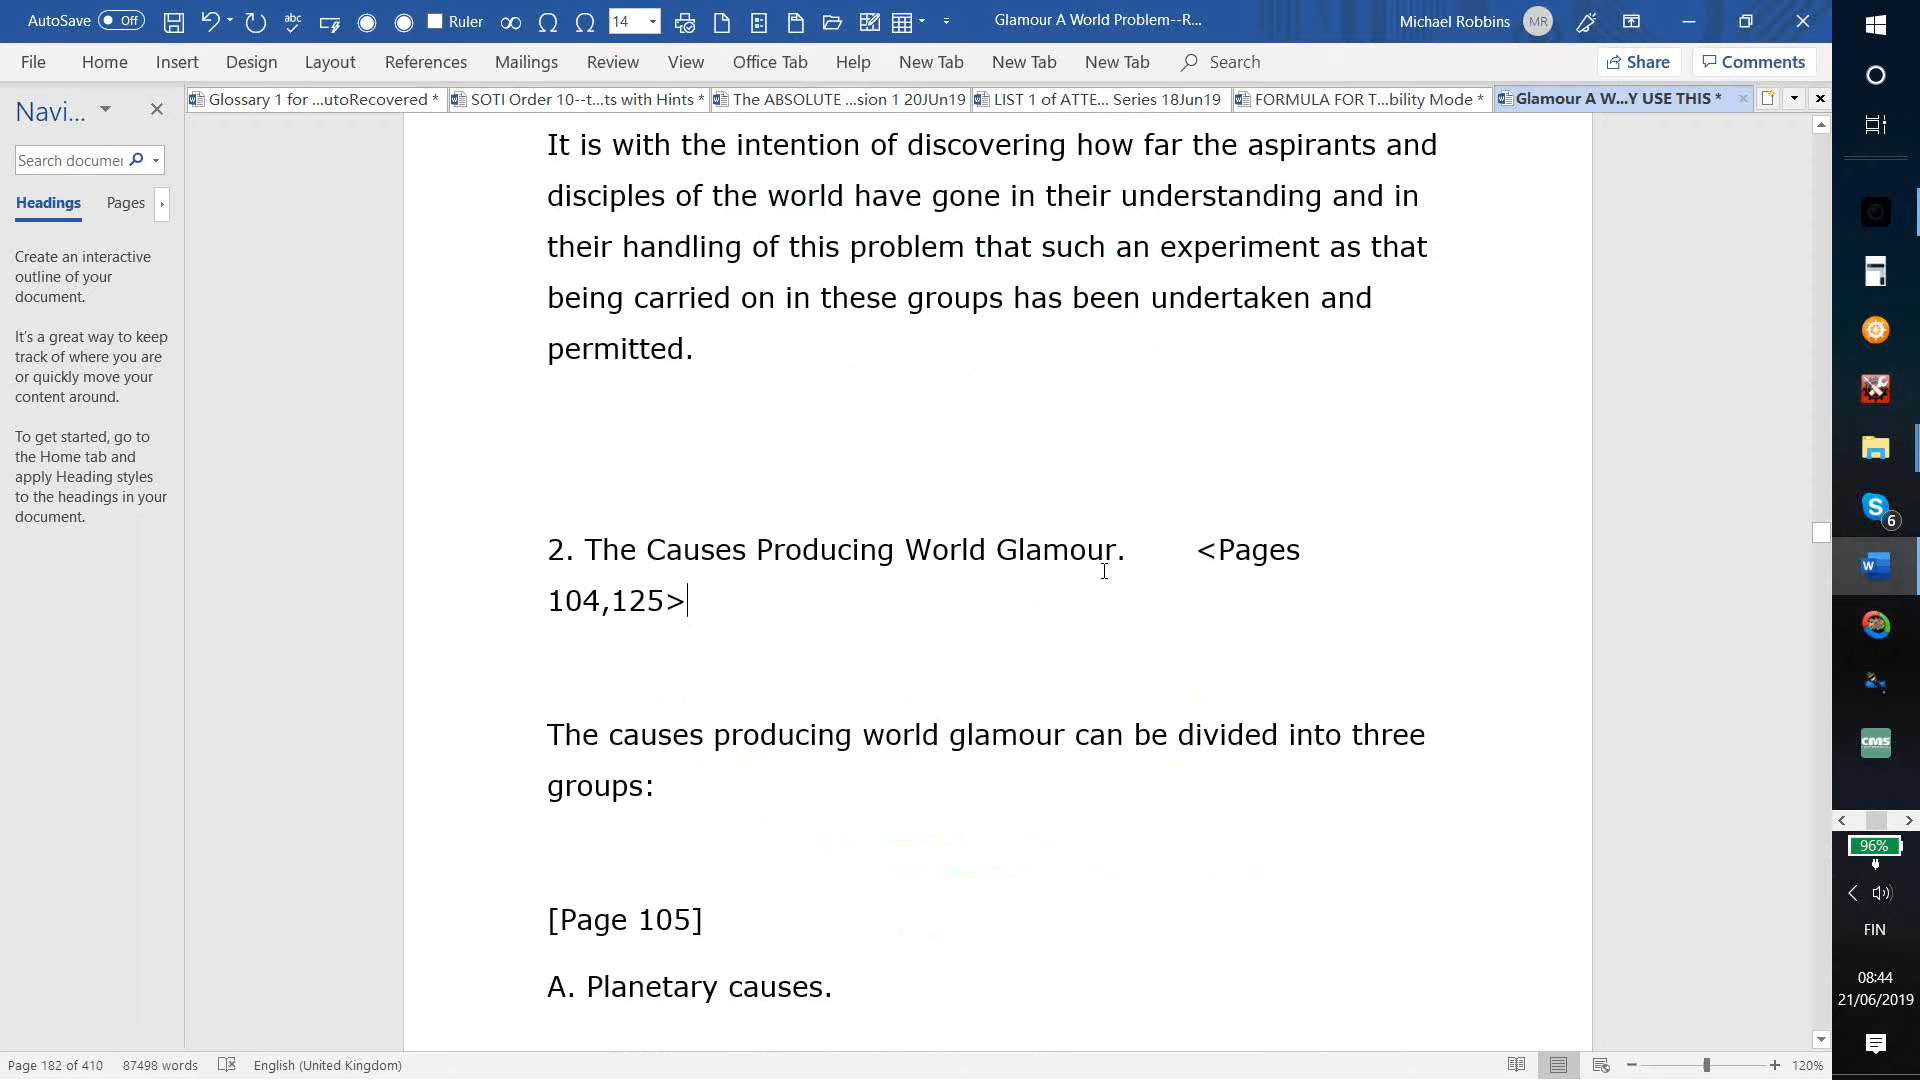 AutoSave Off Ruler 14 Glamour A World Problem--R... Michael Robbins MR
File Home Insert Design Layout References Mailings Review View Office Tab Help New Tab New Tab New Tab Search Share Comments
Glossary 1 for ...utoRecovered * SOTI Order 10--t...ts with Hints * The ABSOLUTE ...sion 1 20JUn19 LIST 1 of ATTE... Series 18Jun19 FORMULA FOR T...bility Mode * Glamour A W...Y USE THIS *
Navi...
Search documer
Headings Pages
Create an interactive
outline of your
document.
It's a great way to keep
track of where you are
or quickly move your
content around.
To get started, go to
the Home tab and
apply Heading styles
to the headings in your
document.
It is with the intention of discovering how far the aspirants and
disciples of the world have gone in their understanding and in
their handling of this problem that such an experiment as that
being carried on in these groups has been undertaken and
permitted.
2. The Causes Producing World Glamour. <Pages
104,125>
The causes producing world glamour can be divided into three
groups:
[Page 105]
A. Planetary causes.
S 6
W
CMS
96%
FIN
08:44
21/06/2019
Page 182 of 410 87498 words English (United Kingdom) 120%